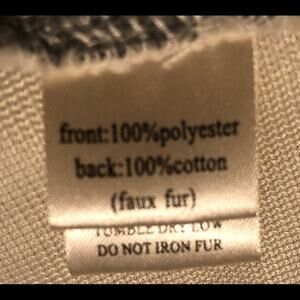 front:100%polyester
back:100%cotton
(faux fur)
TUMBLE DRY LOW
DO NOT IRON FUR